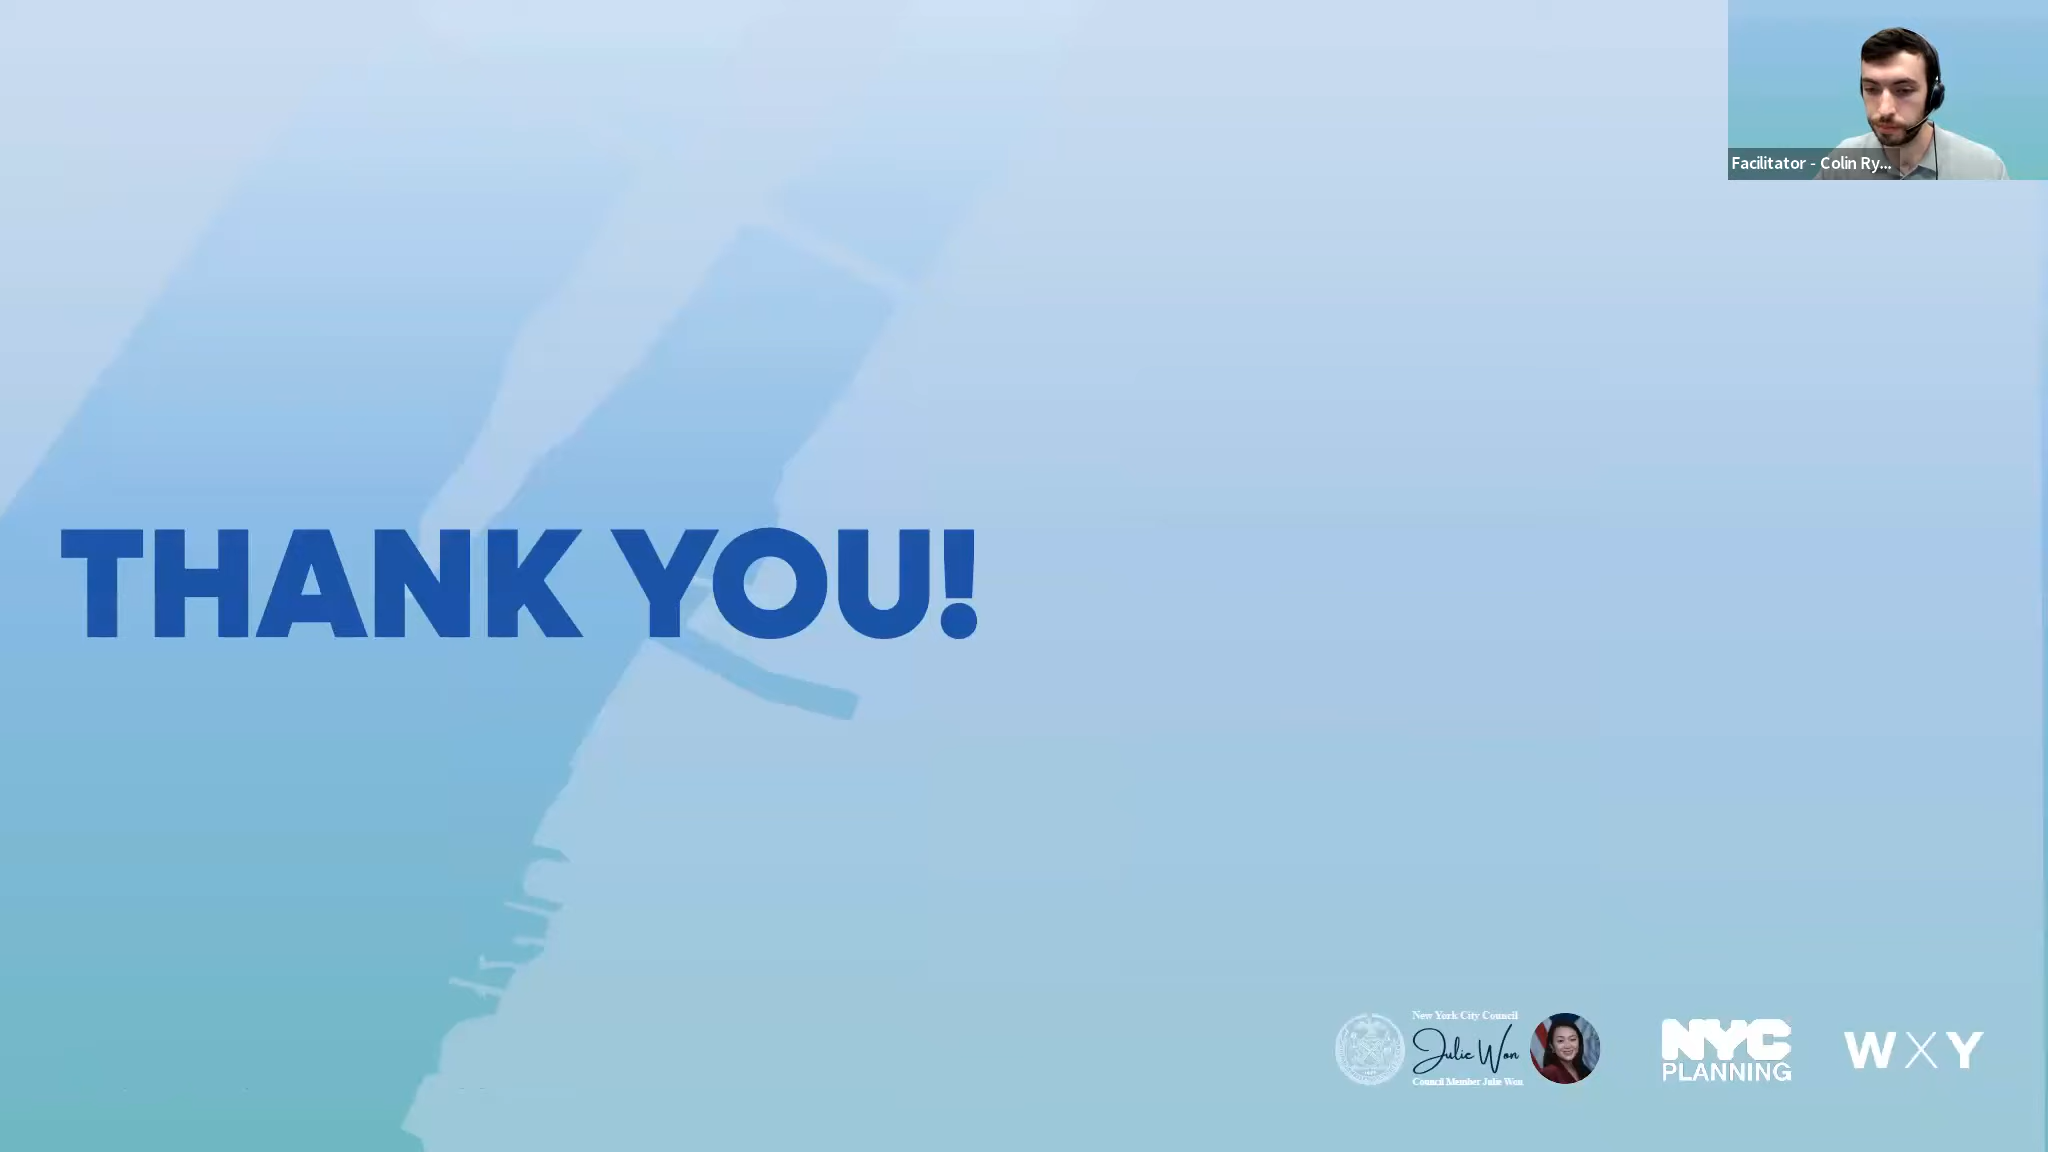 Facilitator - Colin Ry...
THANK YOU!
New York City Council
Julie Won
Council Member Julie Won
NYC
PLANNING
WXY